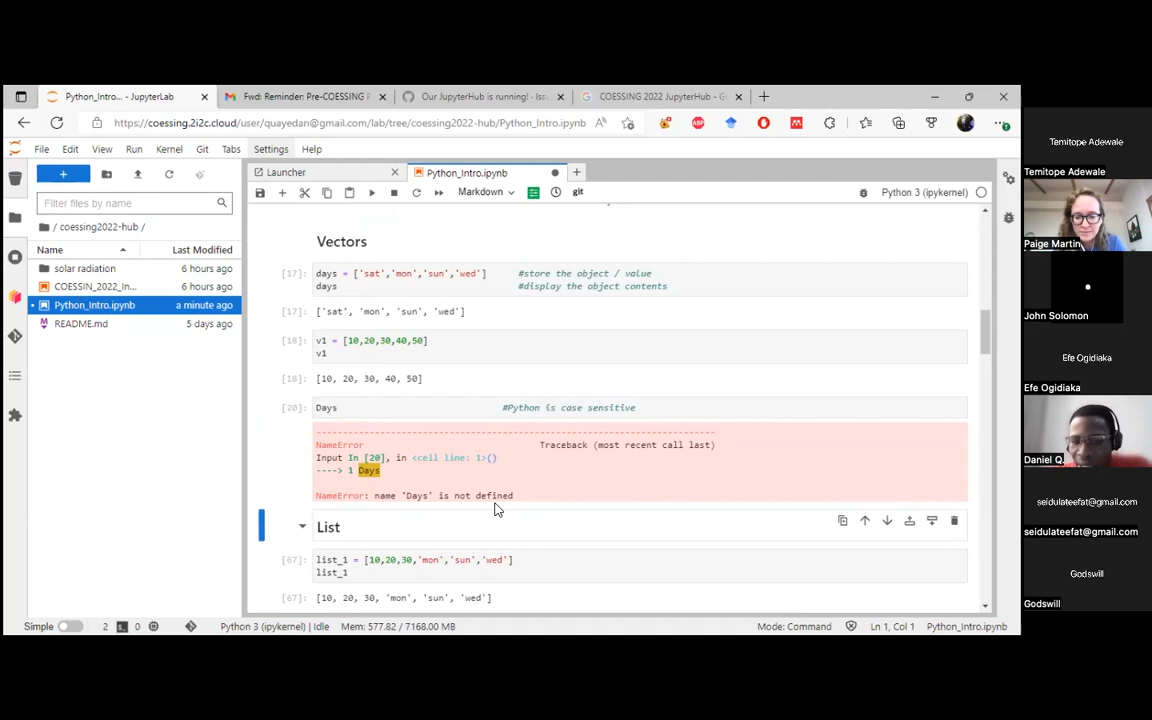 Python_Intro... - JupyterLab
Fwd: Reminder: Pre-COESSING P
Our JupyterHub is running! · Issu
COESSING 2022 JupyterHub - G
https://coessing.2i2c.cloud/user/quayedan@gmail.com/lab/tree/coessing2022-hub/Python_Intro.ipynb
ABP
File Edit View Run Kernel Git Tabs Settings Help
Launcher
Python_Intro.ipynb
Markdown
git
Python 3 (ipykernel)
Filter files by name
/ coessing2022-hub /
Name
Last Modified
solar radiation
6 hours ago
COESSIN_2022_In...
6 hours ago
Python_Intro.ipynb
a minute ago
README.md
5 days ago
Vectors
[17]: days = ['sat','mon','sun','wed'] #store the object / value
days #display the object contents
[17]: ['sat', 'mon', 'sun', 'wed']
[18]: v1 = [10,20,30,40,50]
v1
[18]: [10, 20, 30, 40, 50]
[20]: Days #Python is case sensitive
---------------------------------------------------------------------------
NameError Traceback (most recent call last)
Input In [20], in <cell line: 1>()
----> 1 Days
NameError: name 'Days' is not defined
List
[67]: list_1 = [10,20,30,'mon','sun','wed']
list_1
[67]: [10, 20, 30, 'mon', 'sun', 'wed']
Simple
2
0
Python 3 (ipykernel) | Idle
Mem: 577.82 / 7168.00 MB
Mode: Command
Ln 1, Col 1
Python_Intro.ipynb
Temitope Adewale
Temitope Adewale
Paige Martin
John Solomon
Efe Ogidiaka
Efe Ogidiaka
Daniel Q.
seidulateefat@gmail.com
seidulateefat@gmail.com
Godswill
Godswill